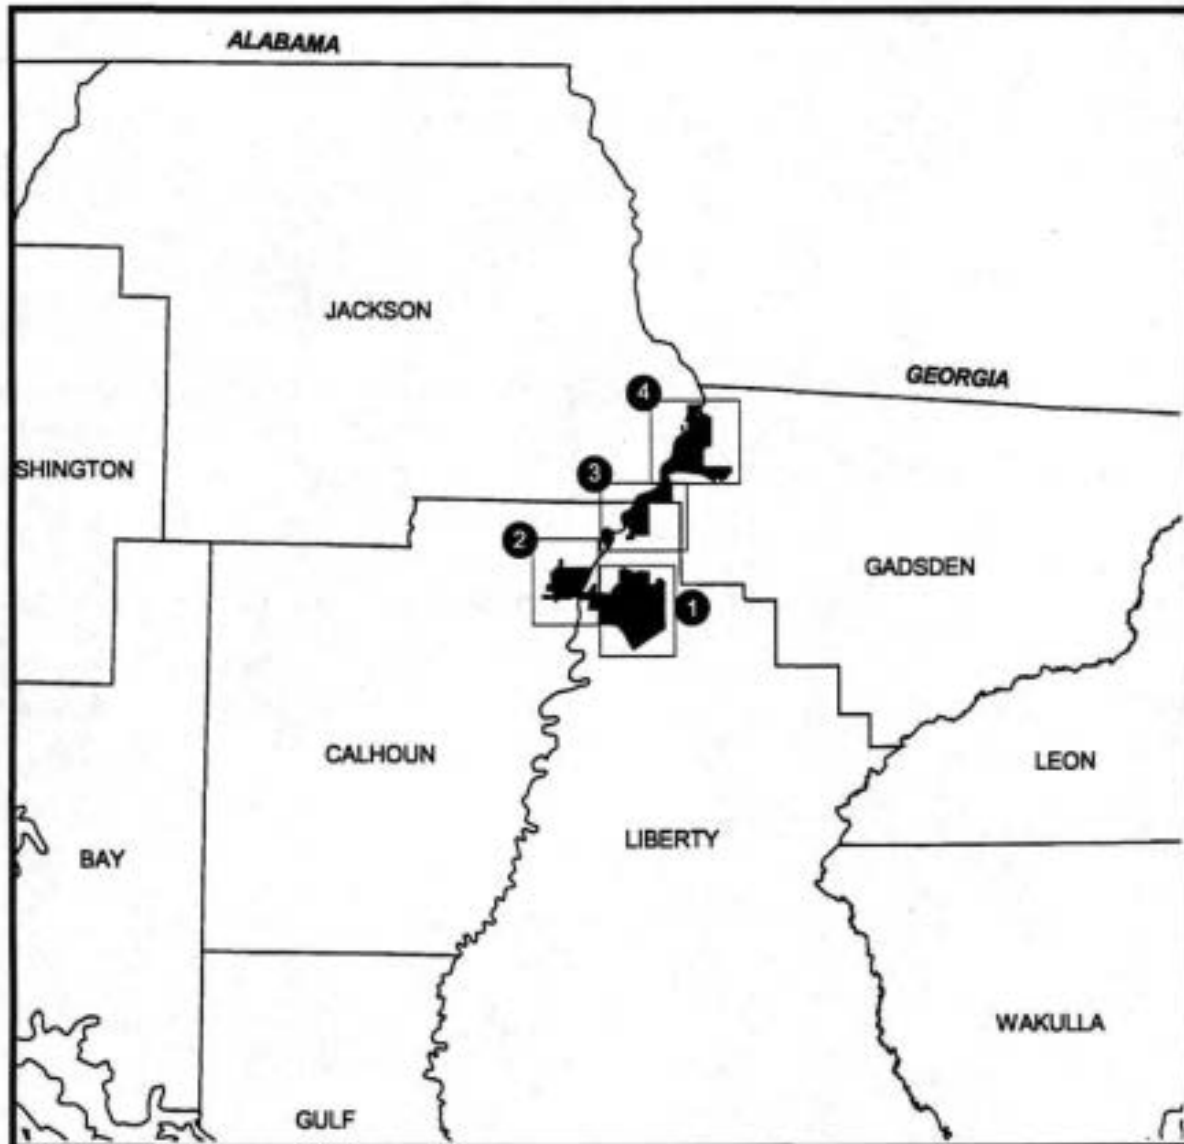 ALABAMA
JACKSON
GEORGIA
4
SHINGTON
3
2
GADSDEN
1
CALHOUN
LEON
LIBERTY
BAY
WAKULLA
GULF